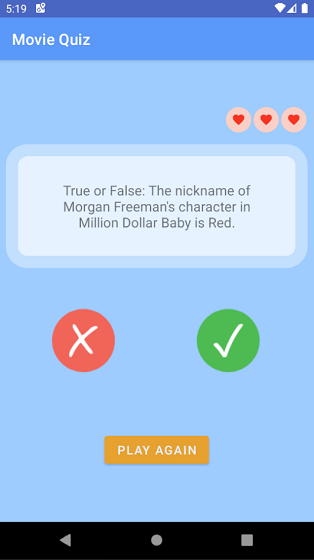 5:19
Movie Quiz
True or False: The nickname of
Morgan Freeman's character in
Million Dollar Baby is Red.
PLAY AGAIN